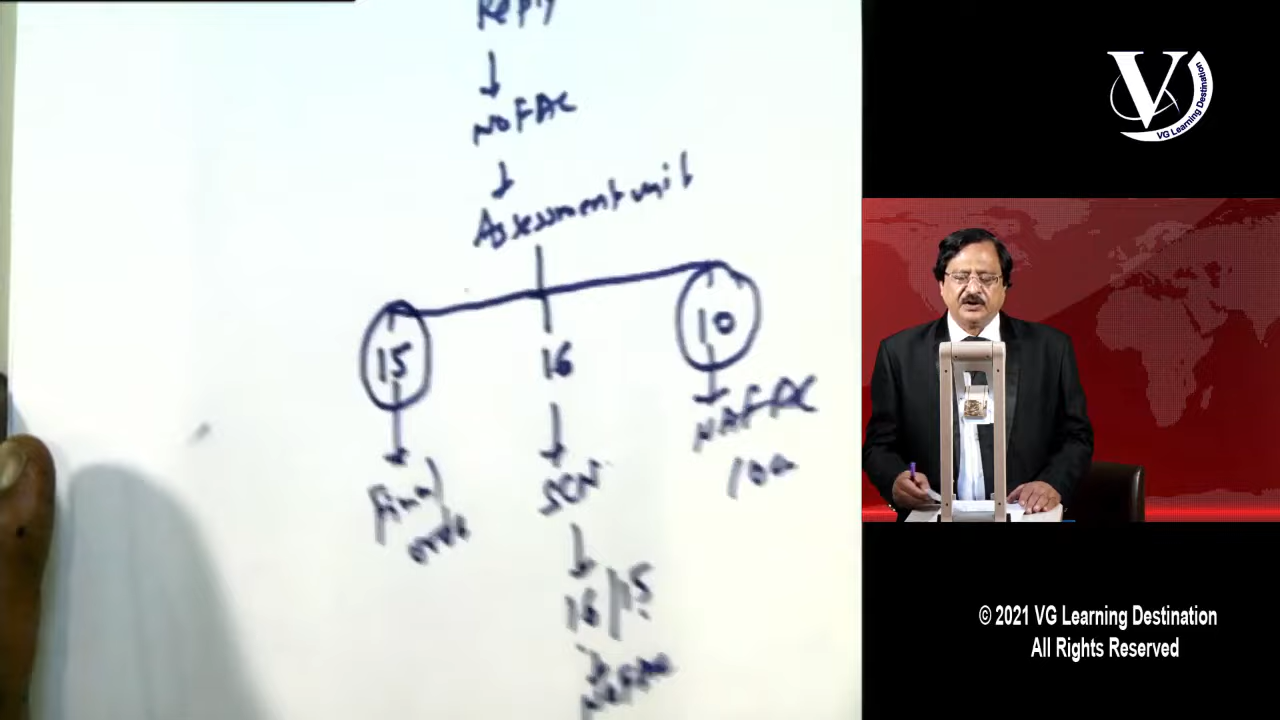 Reply
NOFAC
Assessment unit
15
16
10
Final
order
SCN
NAFAC
10a
16/15
NeFAC
V
VG Learning Destination
© 2021 VG Learning Destination
All Rights Reserved